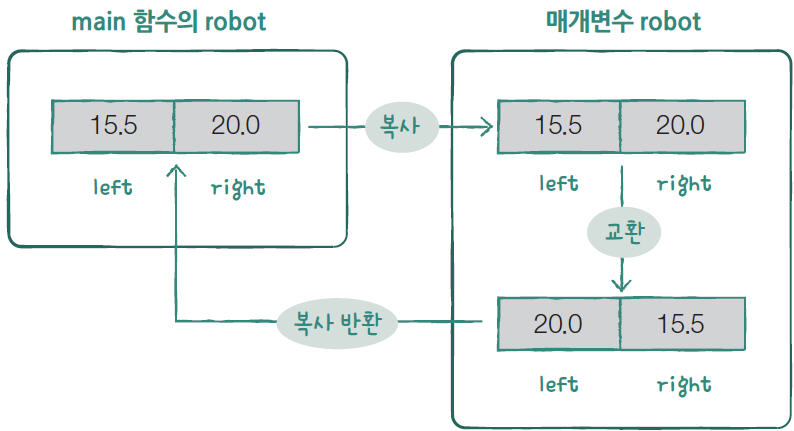 main 함수의 robot
매개변수 robot
15.5 20.0
left right
복사
15.5 20.0
left right
교환
복사 반환
20.0 15.5
left right